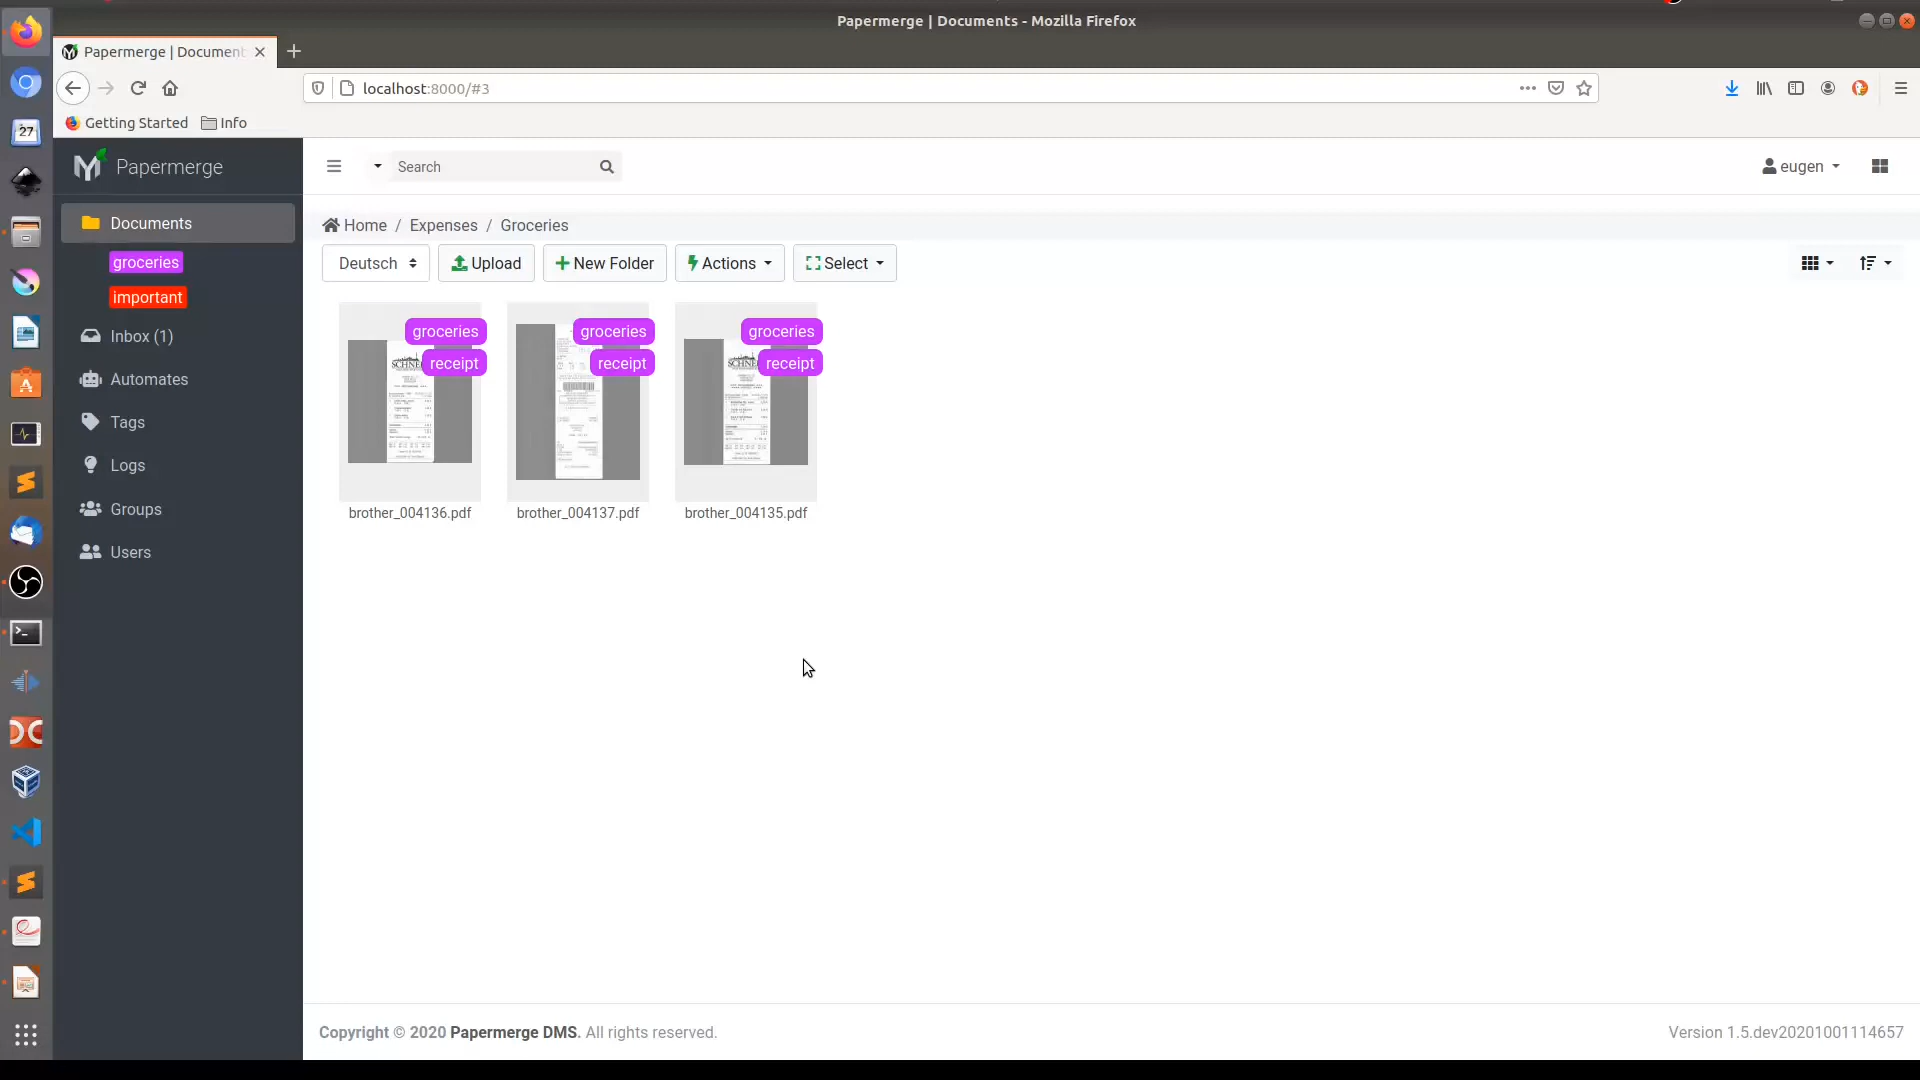 Papermerge | Documents - Mozilla Firefox
Papermerge | Document
localhost:8000/#3
Getting Started Info
27
Papermerge
Search
eugen
Documents
groceries
important
Inbox (1)
Automates
Tags
Logs
Groups
Users
Home / Expenses / Groceries
Deutsch Upload New Folder Actions Select
groceries groceries groceries
receipt receipt receipt
brother_004136.pdf brother_004137.pdf brother_004135.pdf
Copyright © 2020 Papermerge DMS. All rights reserved.
Version 1.5.dev20201001114657